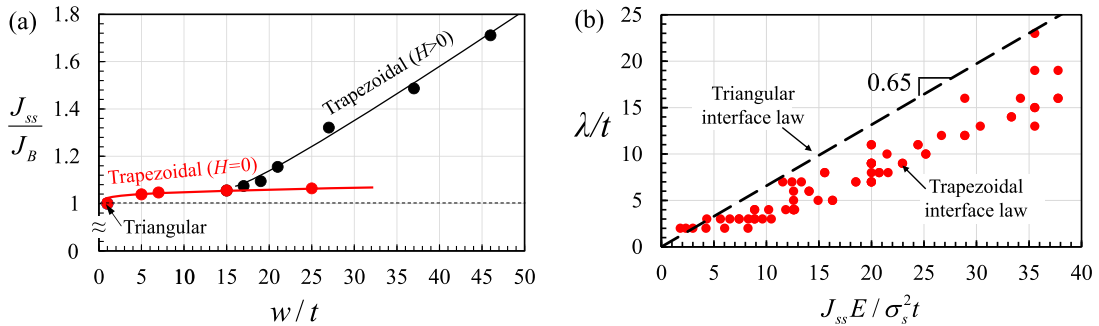 (a)
1.8
1.6
1.4
1.2
1
0
J_ss
J_B
Trapezoidal (H>0)
Trapezoidal (H=0)
Triangular
≈
0 5 10 15 20 25 30 35 40 45 50
w/t
(b)
25
20
15
10
5
0
λ/t
0.65
Triangular
interface law
Trapezoidal
interface law
0 5 10 15 20 25 30 35 40
J_ss E / σ_s^2 t